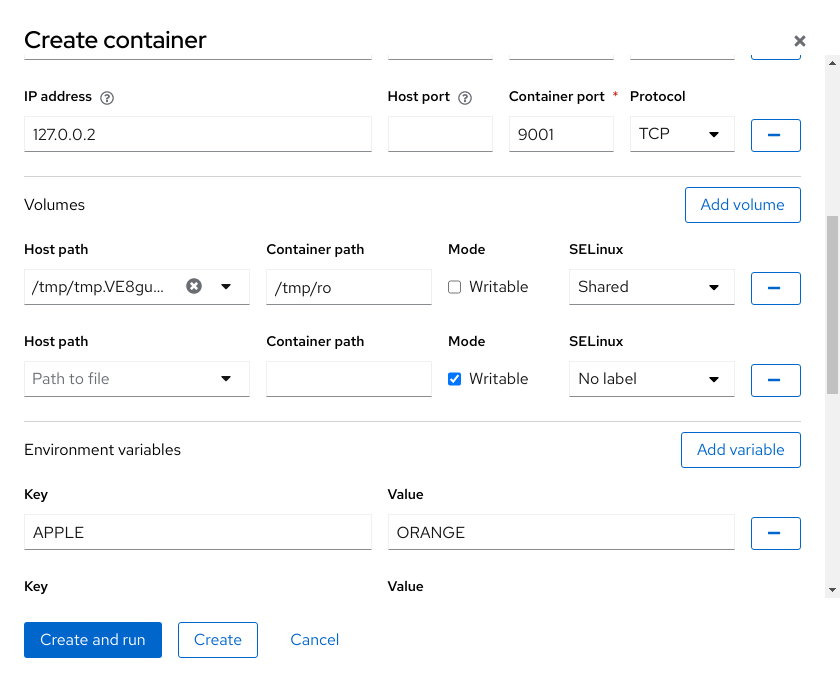 Create container
IP address Host port Container port * Protocol
127.0.0.2 9001 TCP
Volumes Add volume
Host path Container path Mode SELinux
/tmp/tmp.VE8gu... /tmp/ro Writable Shared
Host path Container path Mode SELinux
Path to file Writable No label
Environment variables Add variable
Key Value
APPLE ORANGE
Key Value
Create and run Create Cancel